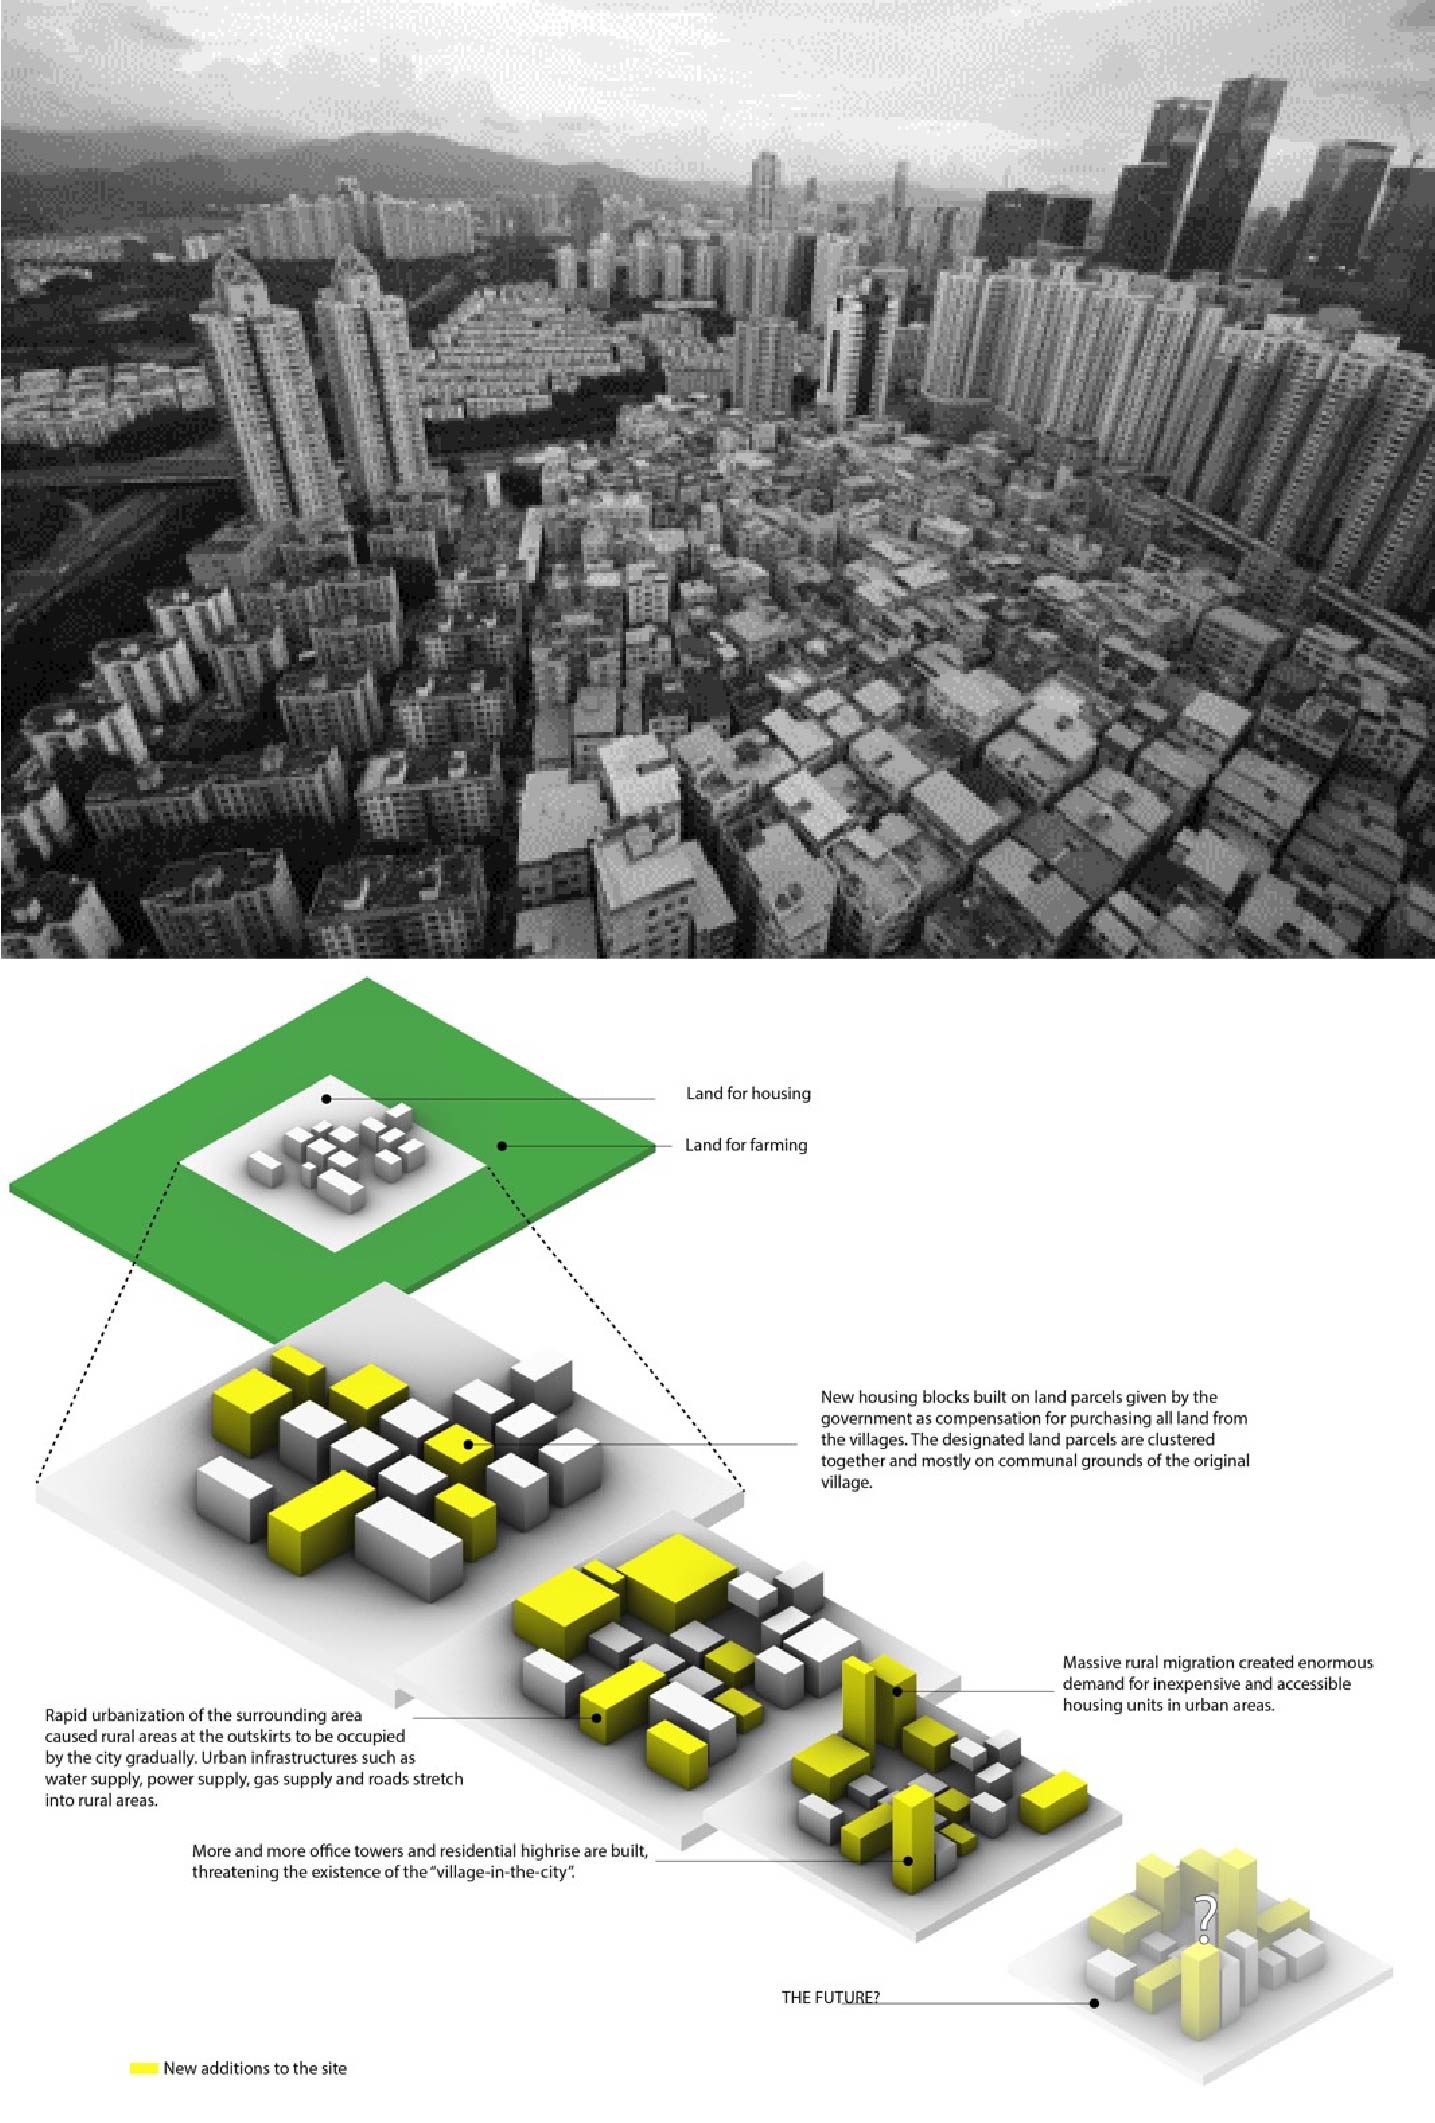 Land for housing
Land for farming
New housing blocks built on land parcels given by the
government as compensation for purchasing all land from
the villages. The designated land parcels are clustered
together and mostly on communal grounds of the original
village.
Massive rural migration created enormous
demand for inexpensive and accessible
housing units in urban areas.
Rapid urbanization of the surrounding area
caused rural areas at the outskirts to be occupied
by the city gradually. Urban infrastructures such as
water supply, power supply, gas supply and roads stretch
into rural areas.
More and more office towers and residential highrise are built,
threatening the existence of the “village-in-the-city”.
?
THE FUTURE?
New additions to the site